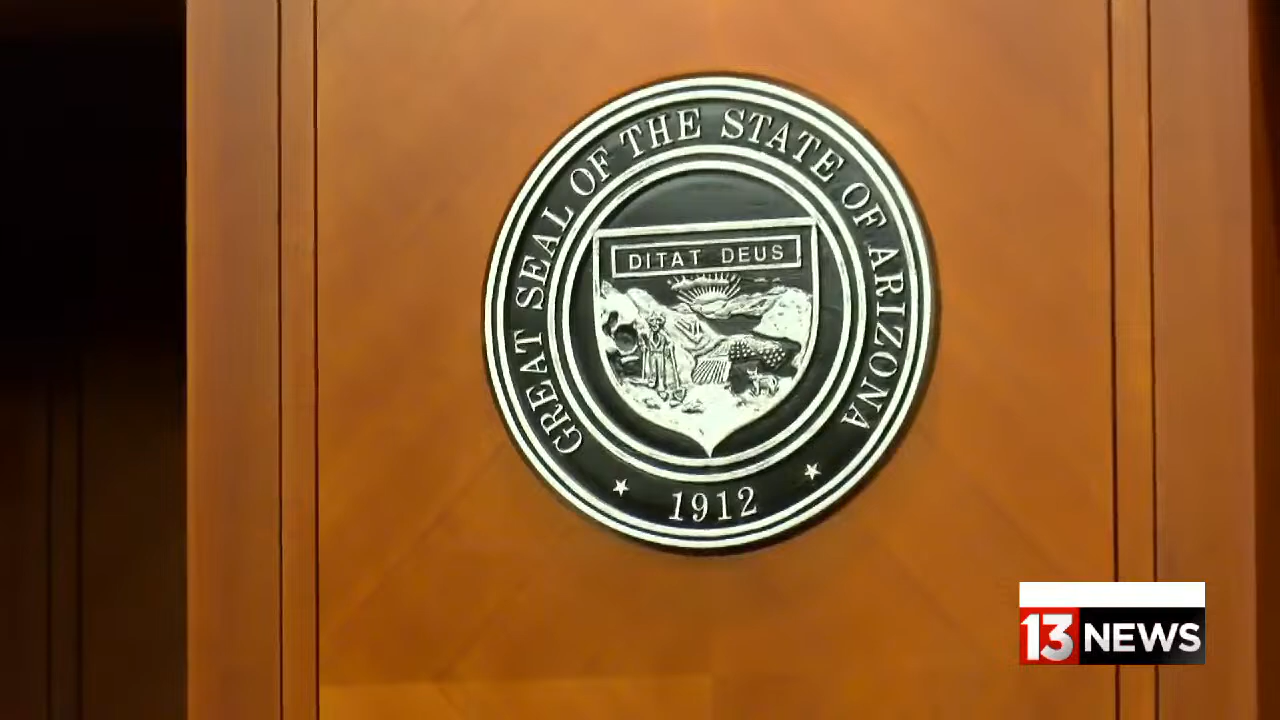 GREAT SEAL OF THE STATE OF ARIZONA
DITAT DEUS
1912
13 NEWS